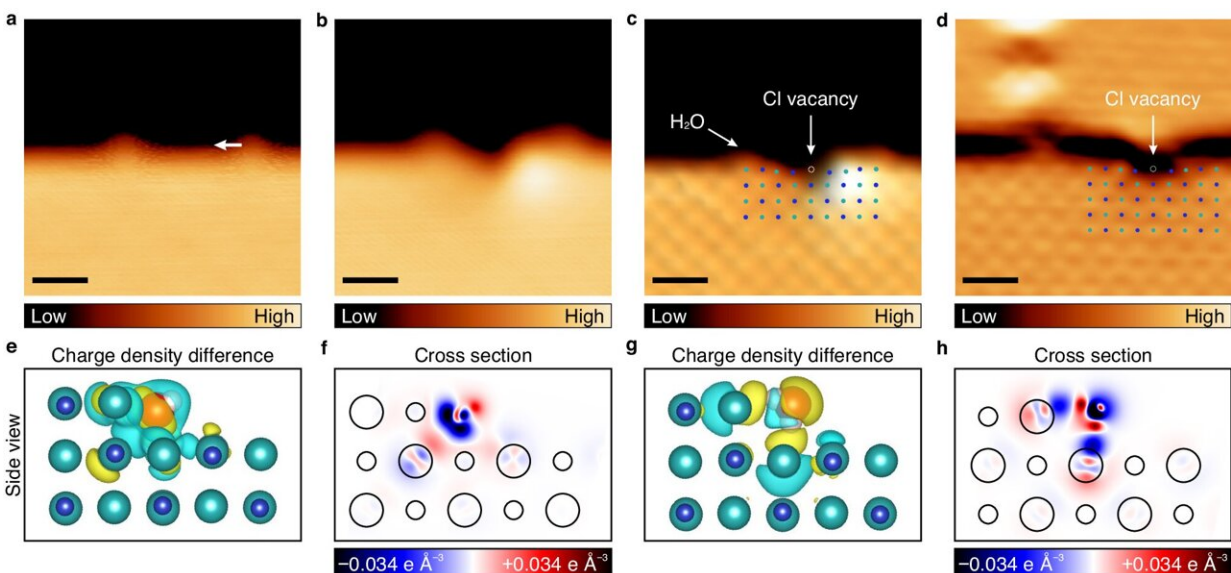 a
b
c
d
Cl vacancy
H₂O
Cl vacancy
Low High
Low High
Low High
Low High
e Charge density difference
f Cross section
g Charge density difference
h Cross section
Side view
−0.034 e Å⁻³ +0.034 e Å⁻³
−0.034 e Å⁻³ +0.034 e Å⁻³